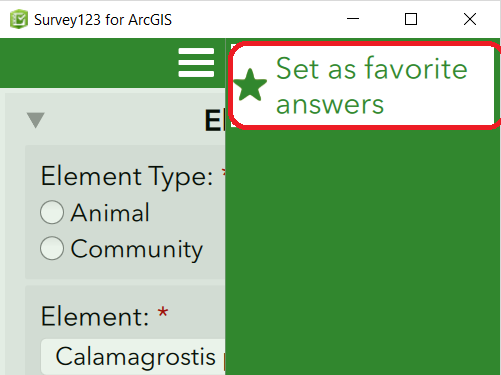 Survey123 for ArcGIS
Set as favorite
answers
Element Type: *
Animal
Community
Element: *
Calamagrostis